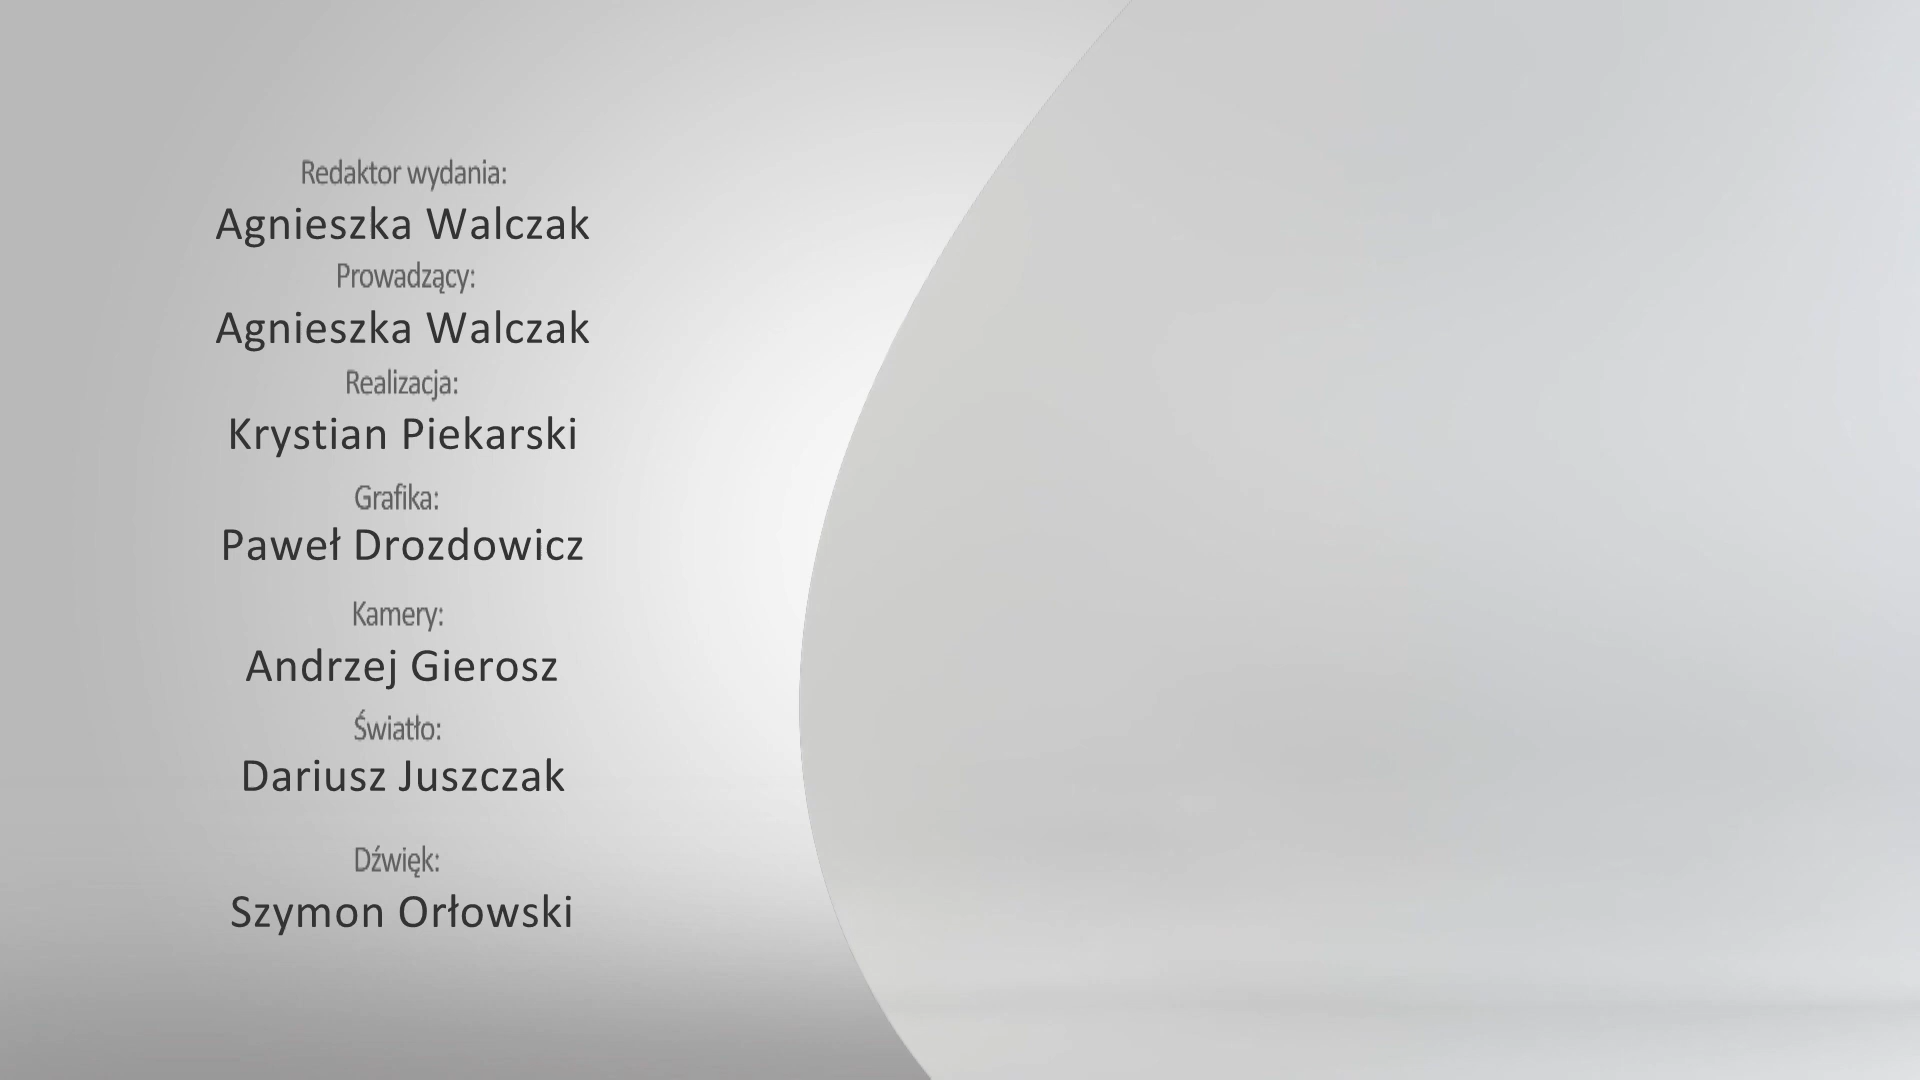 Redaktor wydania:
Agnieszka Walczak
Prowadzący:
Agnieszka Walczak
Realizacja:
Krystian Piekarski
Grafika:
Paweł Drozdowicz
Kamery:
Andrzej Gierosz
Światło:
Dariusz Juszczak
Dźwięk:
Szymon Orłowski